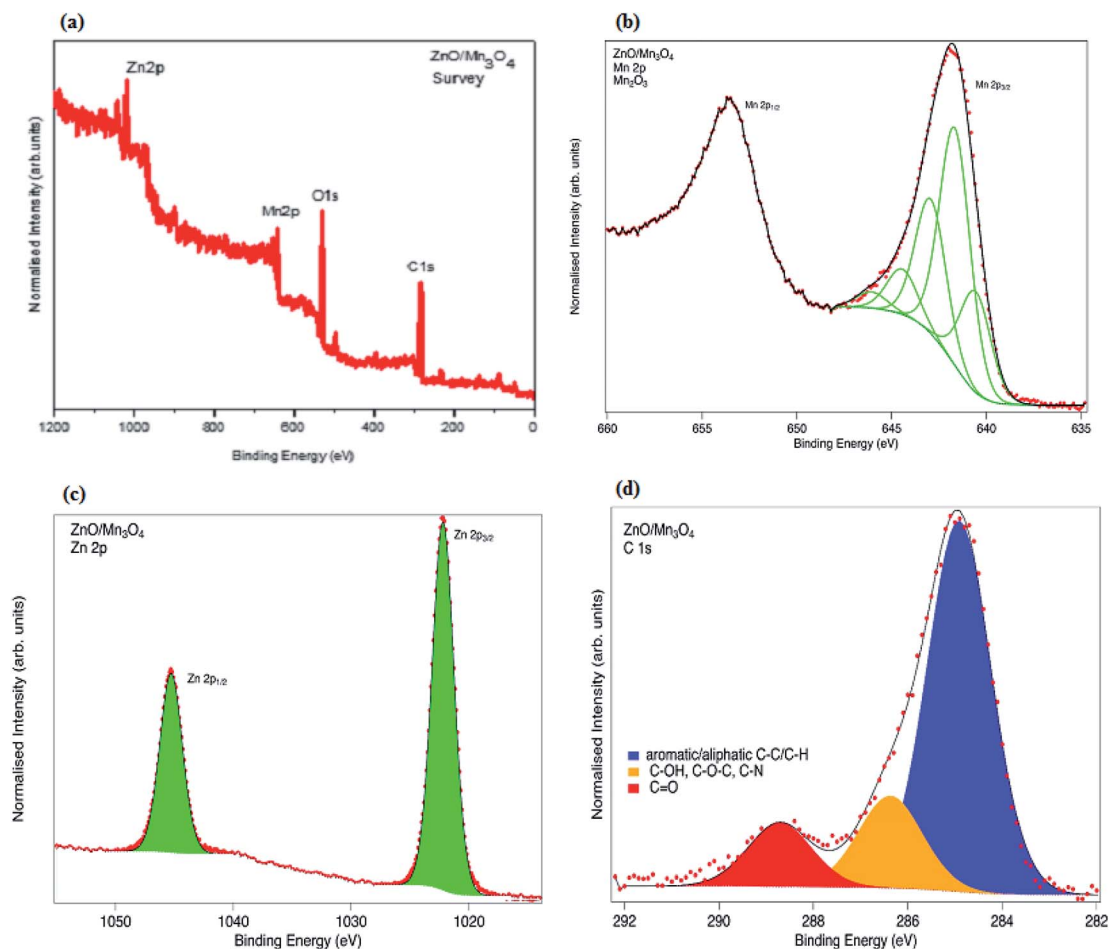 (a)
ZnO/Mn3O4
Survey
Zn2p
Mn2p
O1s
C1s
Normalised Intensity (arb.units)
1200 1000 800 600 400 200 0
Binding Energy (eV)
(b)
ZnO/Mn3O4
Mn 2p
Mn2O3
Mn 2p1/2
Mn 2p3/2
Normalised Intensity (arb. units)
660 655 650 645 640 635
Binding Energy (eV)
(c)
ZnO/Mn3O4
Zn 2p
Zn 2p3/2
Zn 2p1/2
Normalised Intensity (arb. units)
1050 1040 1030 1020
Binding Energy (eV)
(d)
ZnO/Mn3O4
C 1s
aromatic/aliphatic C-C/C-H
C-OH, C-O-C, C-N
C=O
Normalised Intensity (arb. units)
292 290 288 286 284 282
Binding Energy (eV)